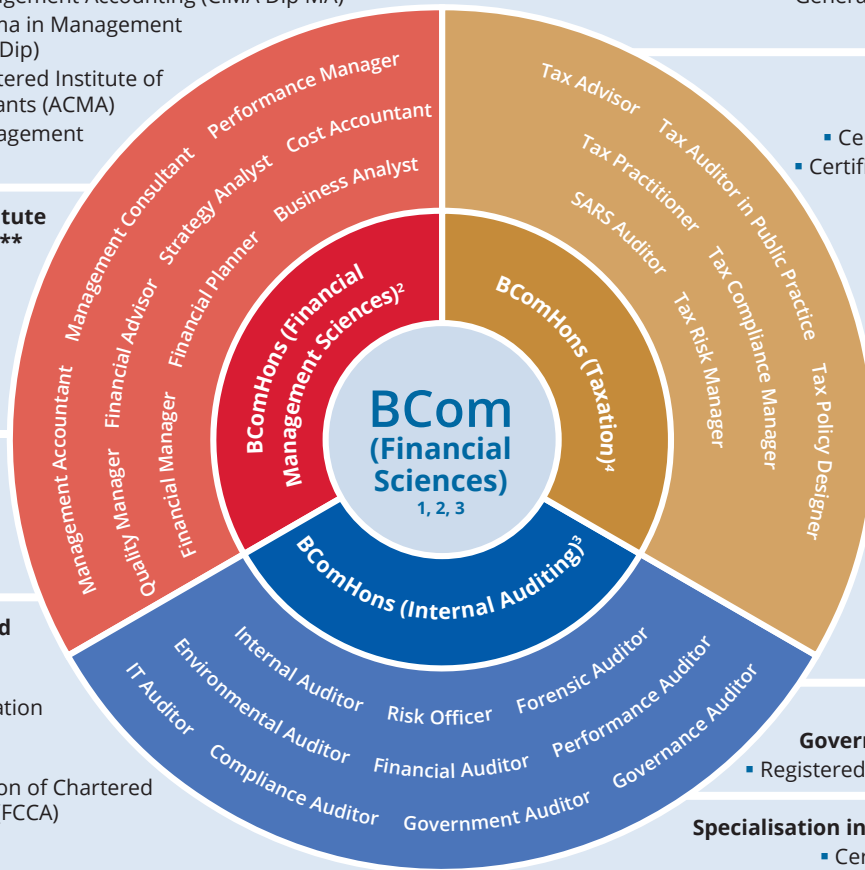 agement Accounting (CIMA Dip MA)
ma in Management
Dip)
tered Institute of
ants (ACMA)
agement
tute
**
d
ation
on of Chartered
(FCCA)
Performance Manager
Cost Accountant
Business Analyst
Management Consultant
Strategy Analyst
Financial Planner
Financial Advisor
Management Accountant
Quality Manager
Financial Manager
BComHons (Financial
Management Sciences)²
Tax Advisor
Tax Practitioner
SARS Auditor
Tax Auditor in Public Practice
Tax Compliance Manager
Tax Risk Manager
Tax Policy Designer
BComHons (Taxation)⁴
BCom
(Financial
Sciences)
1, 2, 3
BComHons (Internal Auditing)³
Internal Auditor
Risk Officer
Forensic Auditor
Environmental Auditor
Financial Auditor
Performance Auditor
IT Auditor
Compliance Auditor
Government Auditor
Governance Auditor
▪ Ce
▪ Certif
Govern
▪ Registered
Specialisation in
▪ Cer